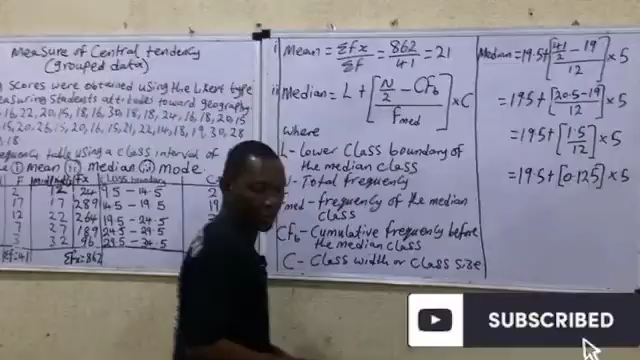 Measure of Central tendency
(grouped data)
Scores were obtained using the Likert type
measuring students attitudes toward geography
16, 22, 20, 15, 18, 16, 30, 18, 18, 24, 16, 18, 20, 15
15, 20, 26, 15, 20, 16, 15, 21, 22, 14, 18, 19, 30, 28
18
frequency table using a class interval of
① Mean ⑪ median ⑪⑪ mode.
F midpoint fx Class boundary C
2 12 24 9.5 - 14.5 2
17 17 289 14.5 - 19.5 19
12 22 264 19.5 - 24.5
7 27 189 24.5 - 29.5
3 32 96 29.5 - 34.5
Σf=41 Σfx=862
i) Mean = Σfx/Σf = 862/41 = 21
ii) Median = L + [N/2 - CFb / Fmed] × C
where
L - Lower Class boundary of
the median class
N - Total frequency
Fmed - frequency of the median
class
CFb - Cumulative frequency before
the median class
C - Class width or class size
Median = 19.5 + [41/2 - 19 / 12] × 5
= 19.5 + [20.5 - 19 / 12] × 5
= 19.5 + [1.5 / 12] × 5
= 19.5 + [0.125] × 5
SUBSCRIBED